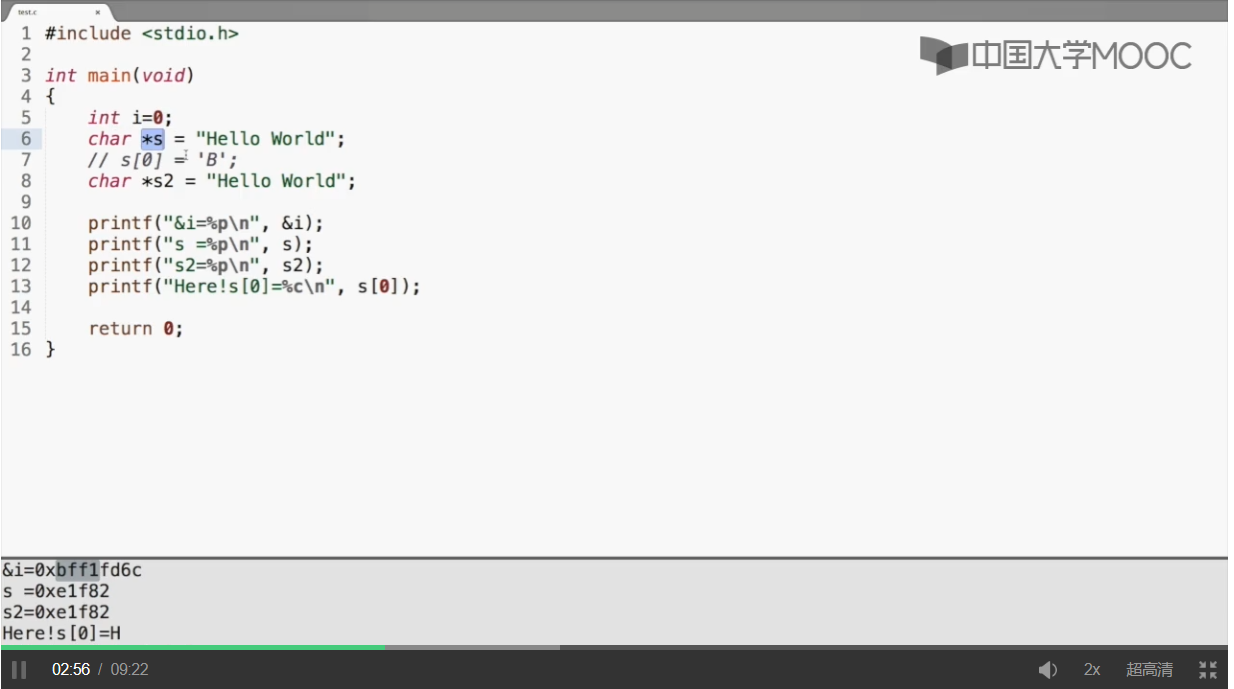 test.c ×
1 #include <stdio.h>
中国大学MOOC
2
3 int main(void)
4 {
5 int i=0;
6 char *s = "Hello World";
7 // s[0] = 'B';
8 char *s2 = "Hello World";
9
10 printf("&i=%p\n", &i);
11 printf("s =%p\n", s);
12 printf("s2=%p\n", s2);
13 printf("Here!s[0]=%c\n", s[0]);
14
15 return 0;
16 }
&i=0xbff1fd6c
s =0xe1f82
s2=0xe1f82
Here!s[0]=H
02:56 / 09:22 2x 超高清